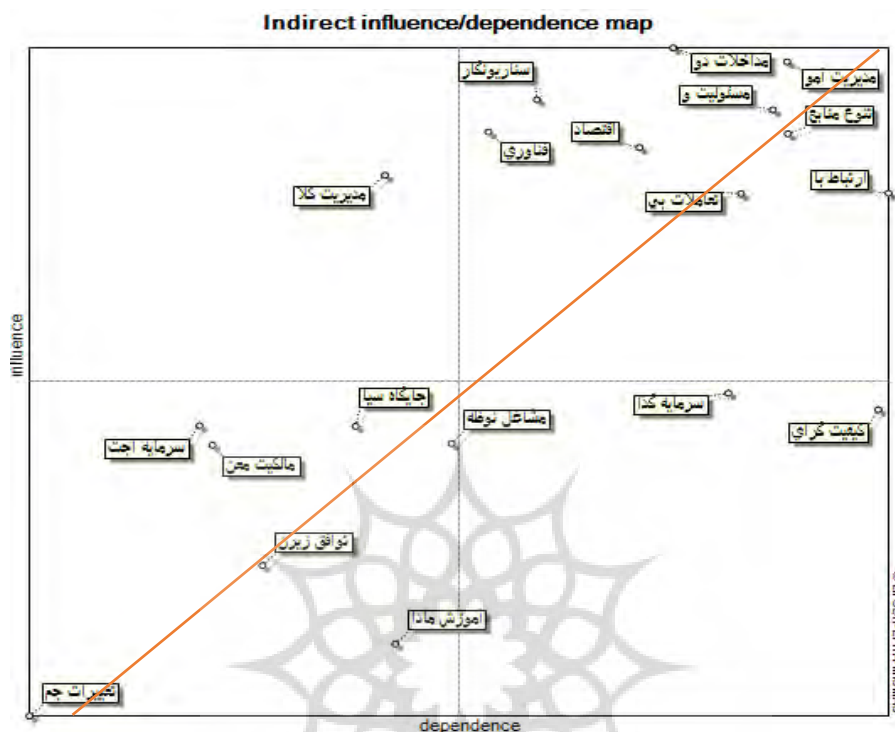 Indirect influence/dependence map
مداخلات دو
سناریونگار
مدیریت آمو
مسئولیت و
تنوع منابع
اقتصاد
فناوري
ارتباط با
مدیریت کلا
تعاملات بي
influence
جایگاه سیا
سرمایه گذا
مشاغل نوظه
کیفیت گراي
سرمایه اجت
مالکیت معن
توافق زیرن
آموزش مادا
تغییرات جم
dependence